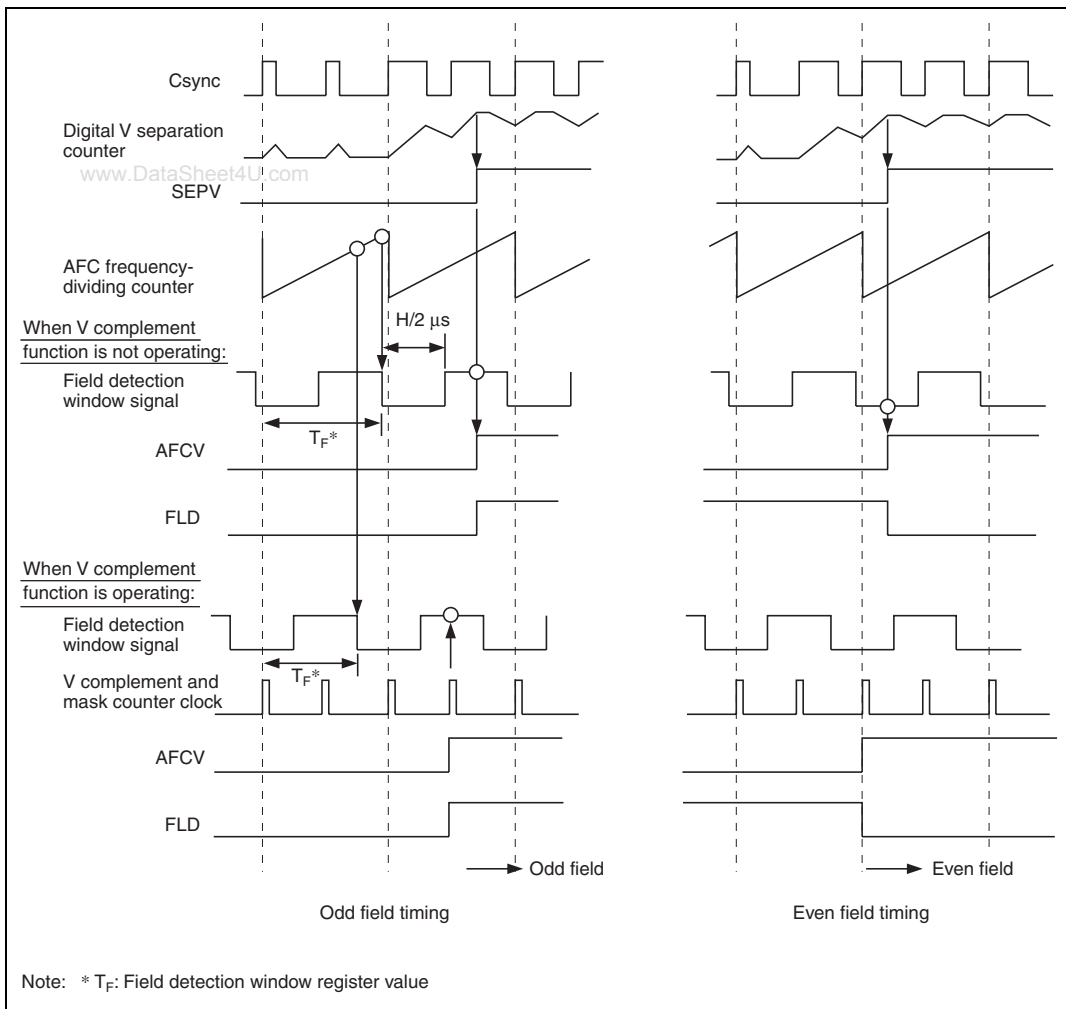 Csync
Digital V separation
counter
www.DataSheet4U.com
SEPV
AFC frequency-
dividing counter
When V complement
function is not operating:
H/2 μs
Field detection
window signal
TF*
AFCV
FLD
When V complement
function is operating:
Field detection
window signal
TF*
V complement and
mask counter clock
AFCV
FLD
Odd field
Even field
Odd field timing
Even field timing
Note: * TF: Field detection window register value